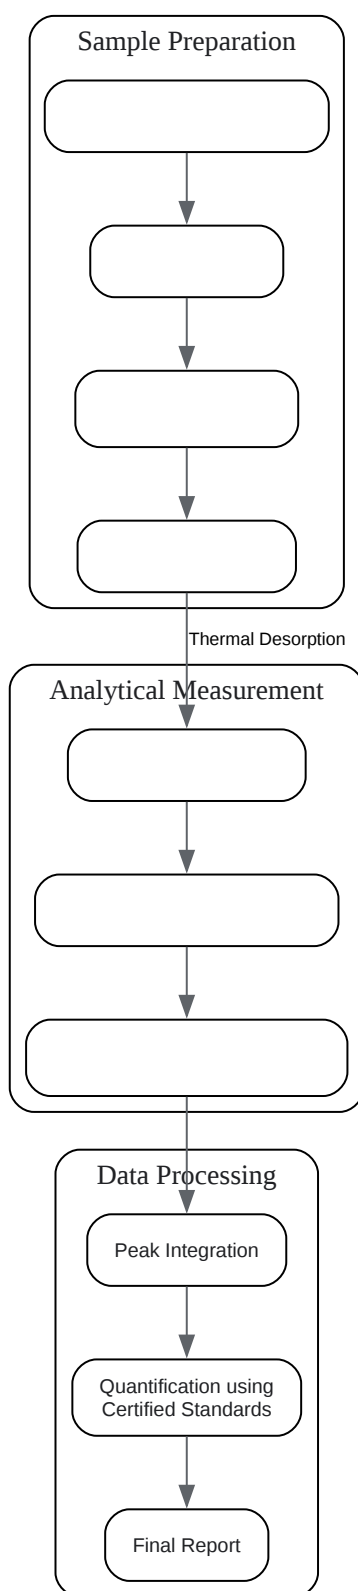 Sample Preparation
Thermal Desorption
Analytical Measurement
Data Processing
Peak Integration
Quantification using
Certified Standards
Final Report